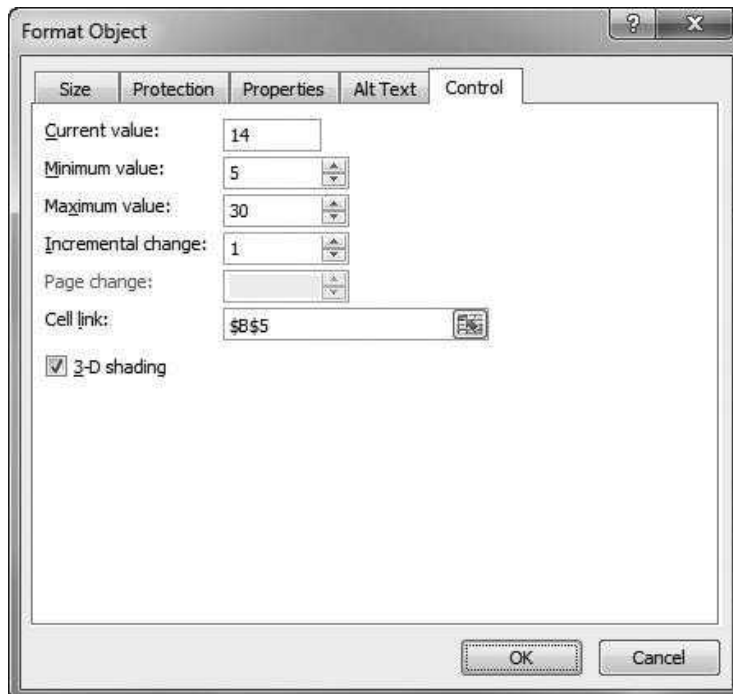 Format Object
Size Protection Properties Alt Text Control
Current value: 14
Minimum value: 5
Maximum value: 30
Incremental change: 1
Page change:
Cell link: $B$5
3-D shading
OK Cancel